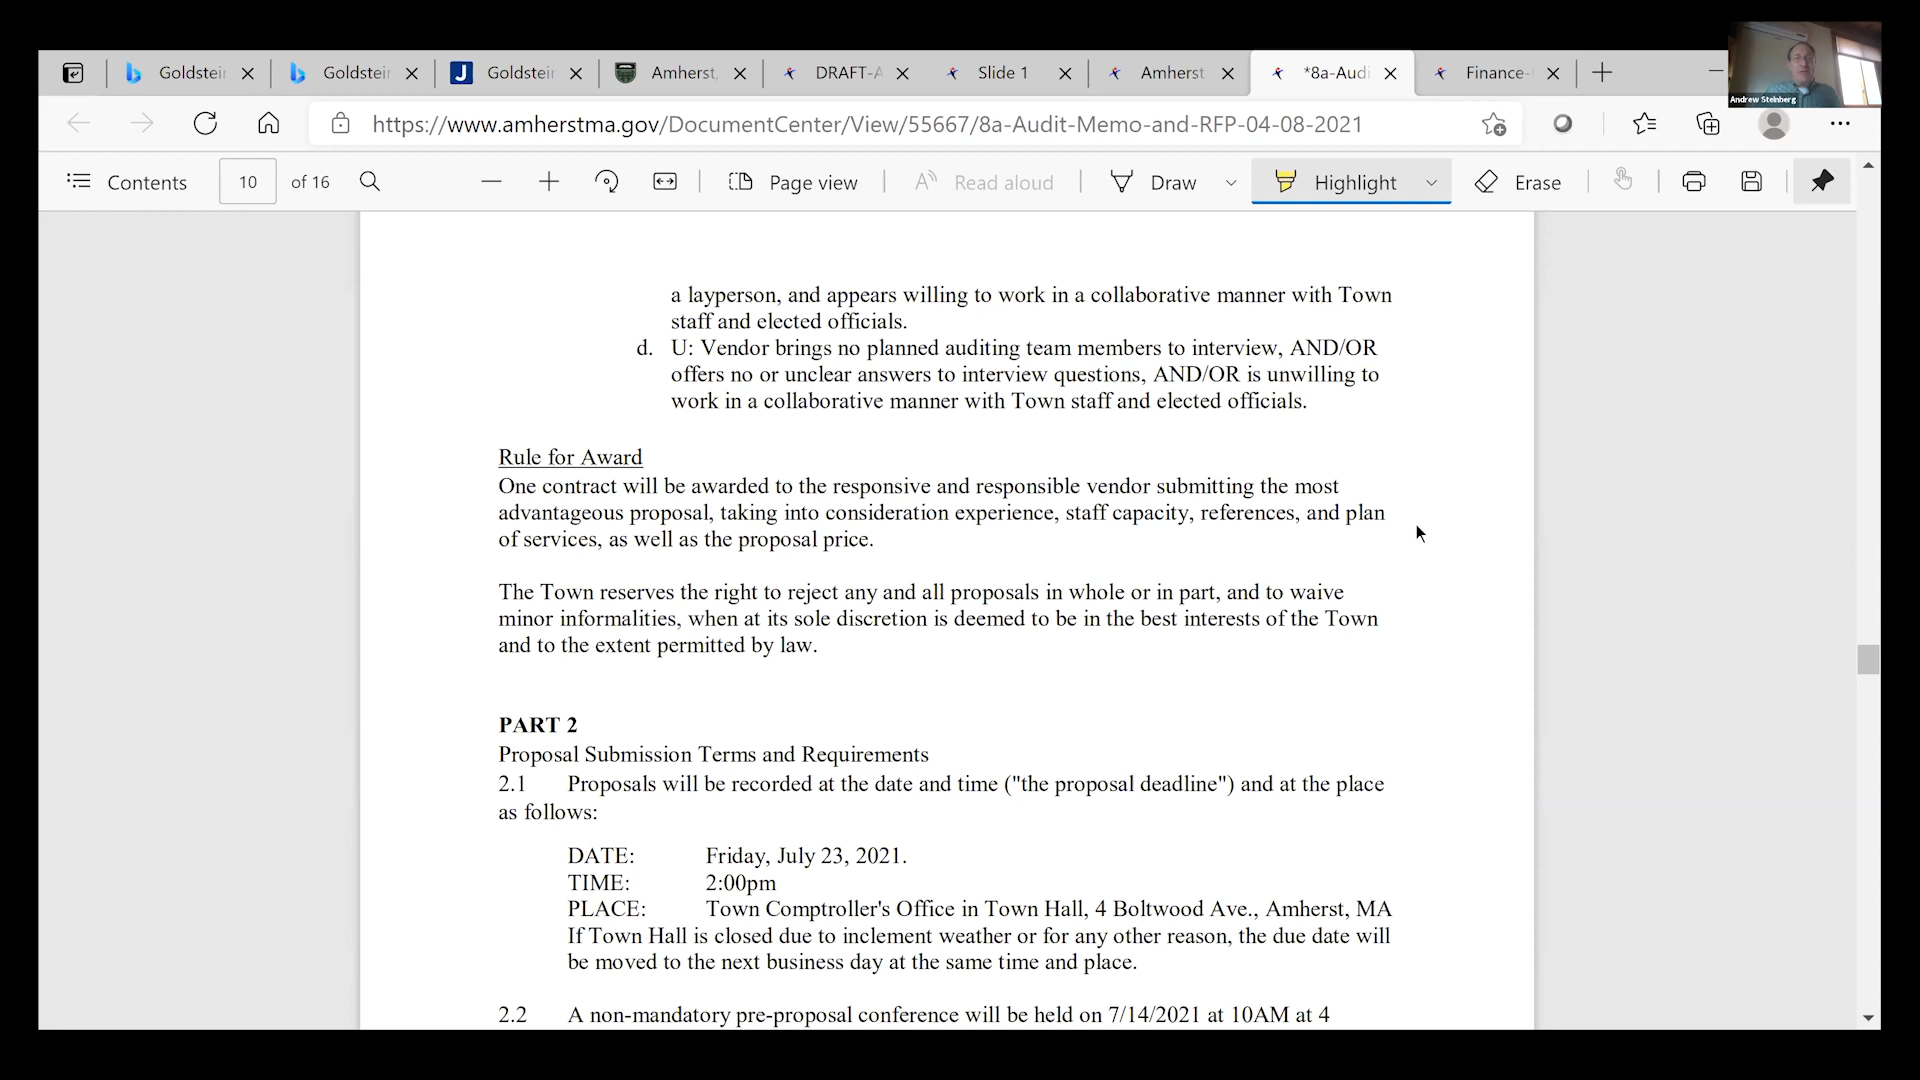 Goldstein
Goldstein
Goldstein
Amherst,
DRAFT-A
Slide 1
Amherst
*8a-Audi
Finance-
Andrew Steinberg
https://www.amherstma.gov/DocumentCenter/View/55667/8a-Audit-Memo-and-RFP-04-08-2021
Contents
10
of 16
Page view
Read aloud
Draw
Highlight
Erase
a layperson, and appears willing to work in a collaborative manner with Town
staff and elected officials.
d. U: Vendor brings no planned auditing team members to interview, AND/OR
offers no or unclear answers to interview questions, AND/OR is unwilling to
work in a collaborative manner with Town staff and elected officials.
Rule for Award
One contract will be awarded to the responsive and responsible vendor submitting the most
advantageous proposal, taking into consideration experience, staff capacity, references, and plan
of services, as well as the proposal price.
The Town reserves the right to reject any and all proposals in whole or in part, and to waive
minor informalities, when at its sole discretion is deemed to be in the best interests of the Town
and to the extent permitted by law.
PART 2
Proposal Submission Terms and Requirements
2.1 Proposals will be recorded at the date and time ("the proposal deadline") and at the place
as follows:
DATE: Friday, July 23, 2021.
TIME: 2:00pm
PLACE: Town Comptroller's Office in Town Hall, 4 Boltwood Ave., Amherst, MA
If Town Hall is closed due to inclement weather or for any other reason, the due date will
be moved to the next business day at the same time and place.
2.2 A non-mandatory pre-proposal conference will be held on 7/14/2021 at 10AM at 4